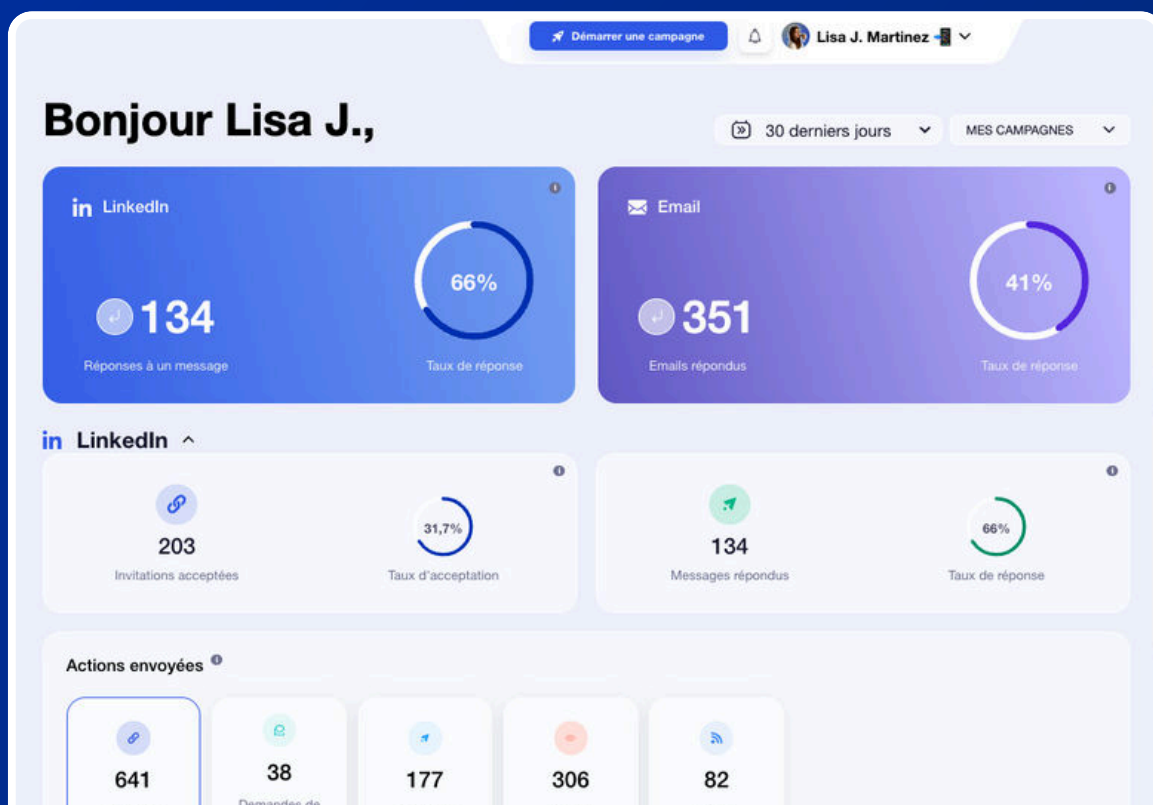 Démarrer une campagne
Lisa J. Martinez
Bonjour Lisa J.,
30 derniers jours
MES CAMPAGNES
in LinkedIn
66%
134
Réponses à un message
Taux de réponse
Email
41%
351
Emails répondus
Taux de réponse
in LinkedIn
203
Invitations acceptées
31,7%
Taux d'acceptation
134
Messages répondus
66%
Taux de réponse
Actions envoyées
641
38
Demandes de
177
306
82